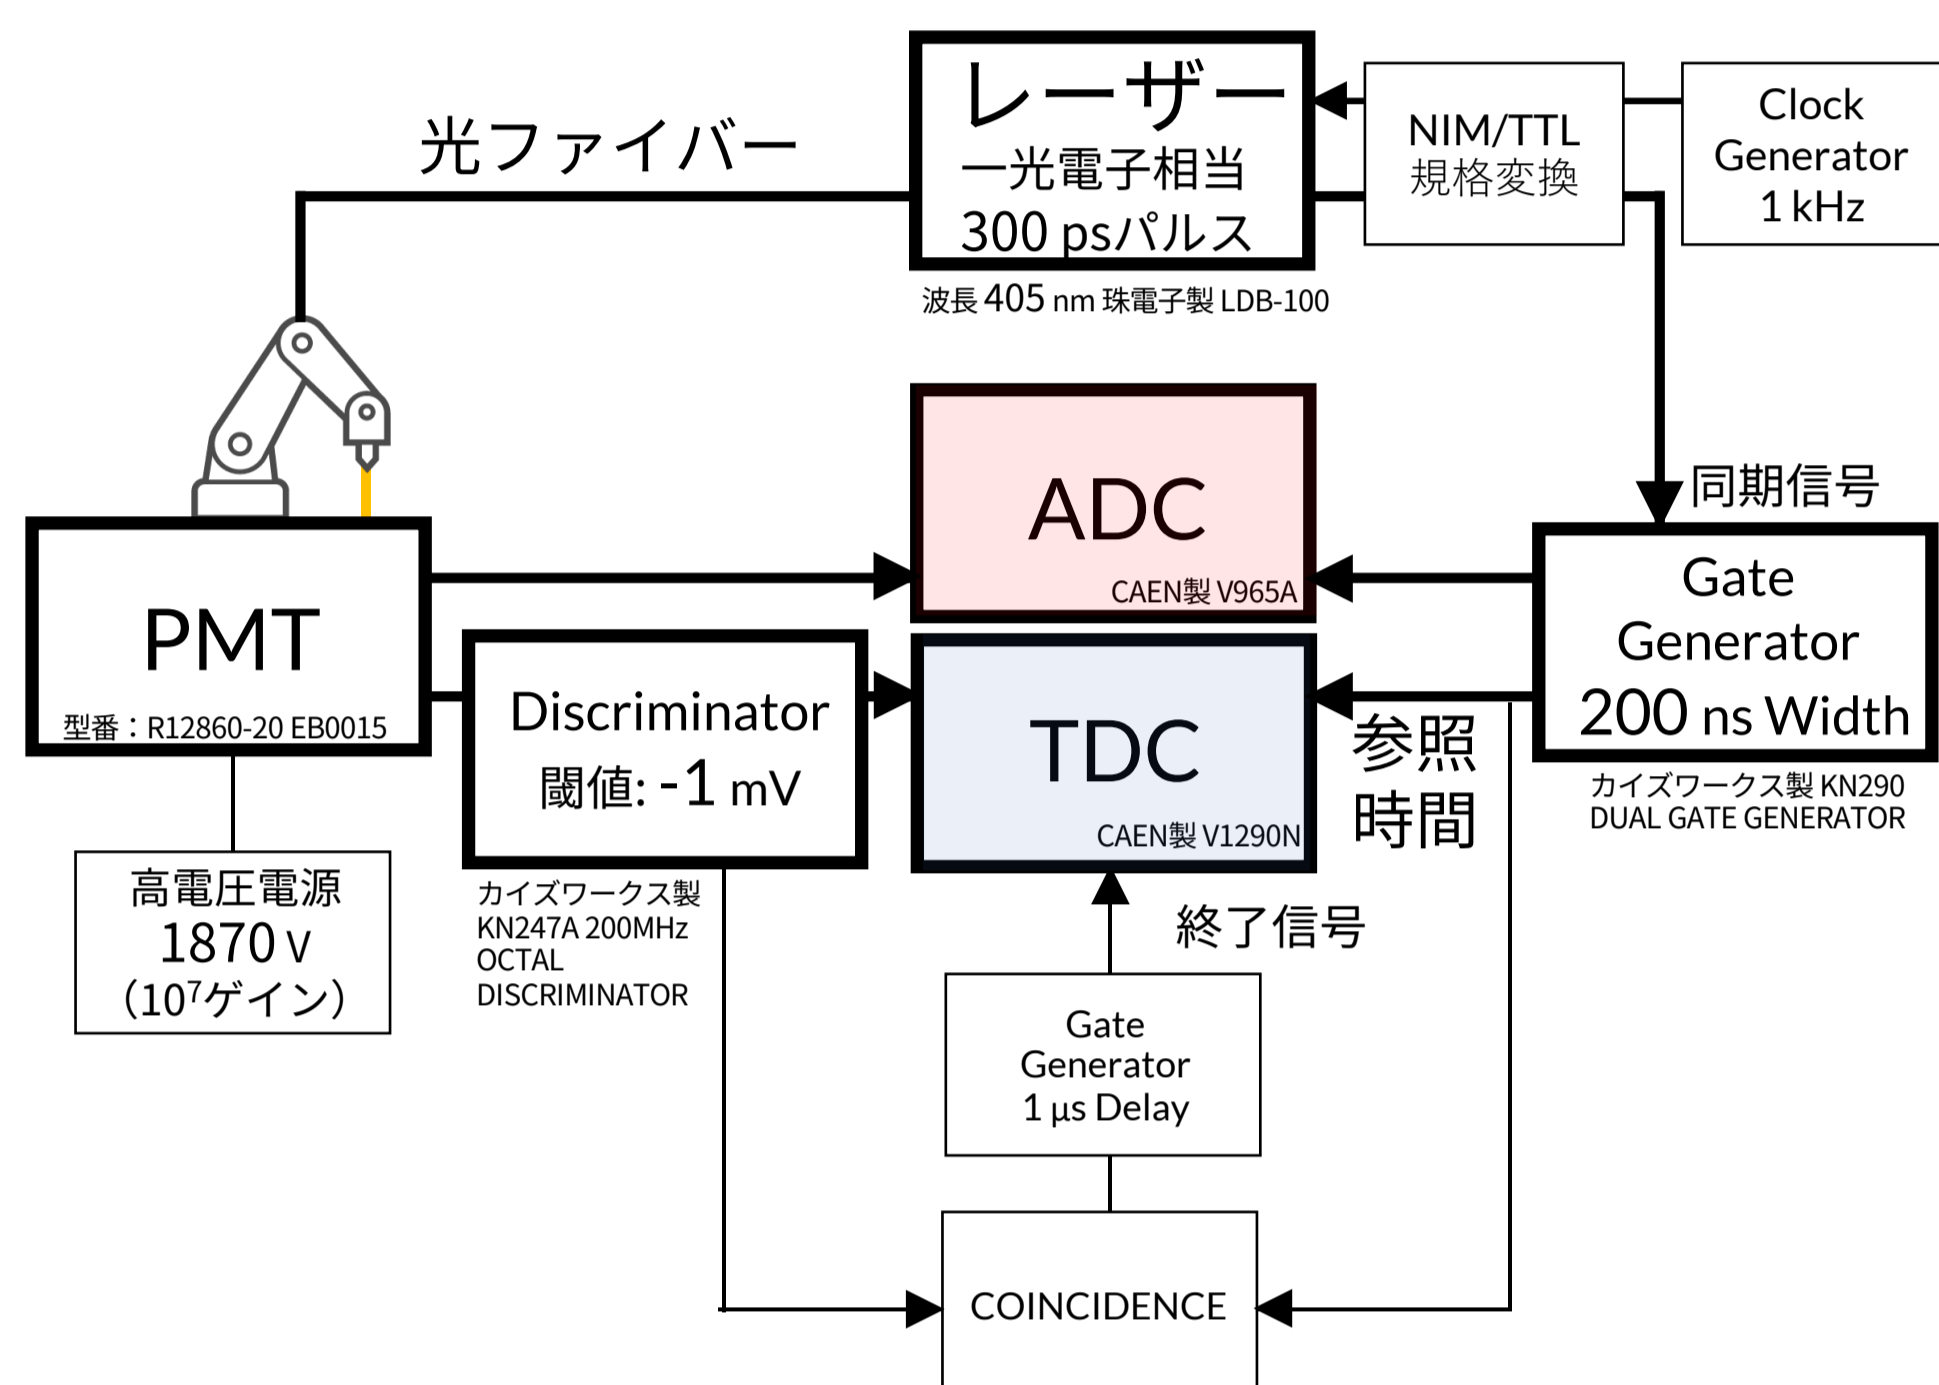 光ファイバー
レーザー
一光電子相当
300 psパルス
波長 405 nm 珠電子製 LDB-100
NIM/TTL
規格変換
Clock
Generator
1 kHz
同期信号
ADC
CAEN製 V965A
PMT
型番：R12860-20 EB0015
Discriminator
閾値: -1 mV
カイズワークス製
KN247A 200MHz
OCTAL
DISCRIMINATOR
TDC
CAEN製 V1290N
参照
時間
Gate
Generator
200 ns Width
カイズワークス製 KN290
DUAL GATE GENERATOR
高電圧電源
1870 V
（10⁷ゲイン）
終了信号
Gate
Generator
1 μs Delay
COINCIDENCE